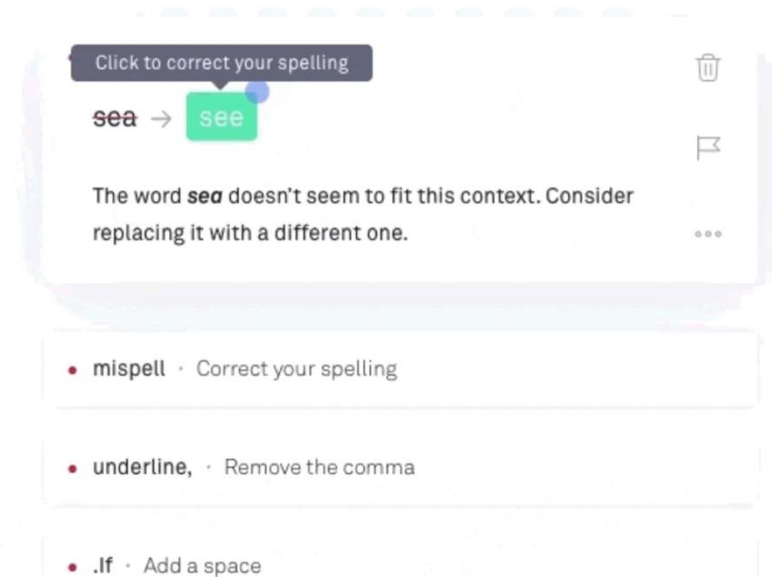 Click to correct your spelling
sea → see
The word sea doesn't seem to fit this context. Consider
replacing it with a different one.
mispell · Correct your spelling
underline, · Remove the comma
.If · Add a space